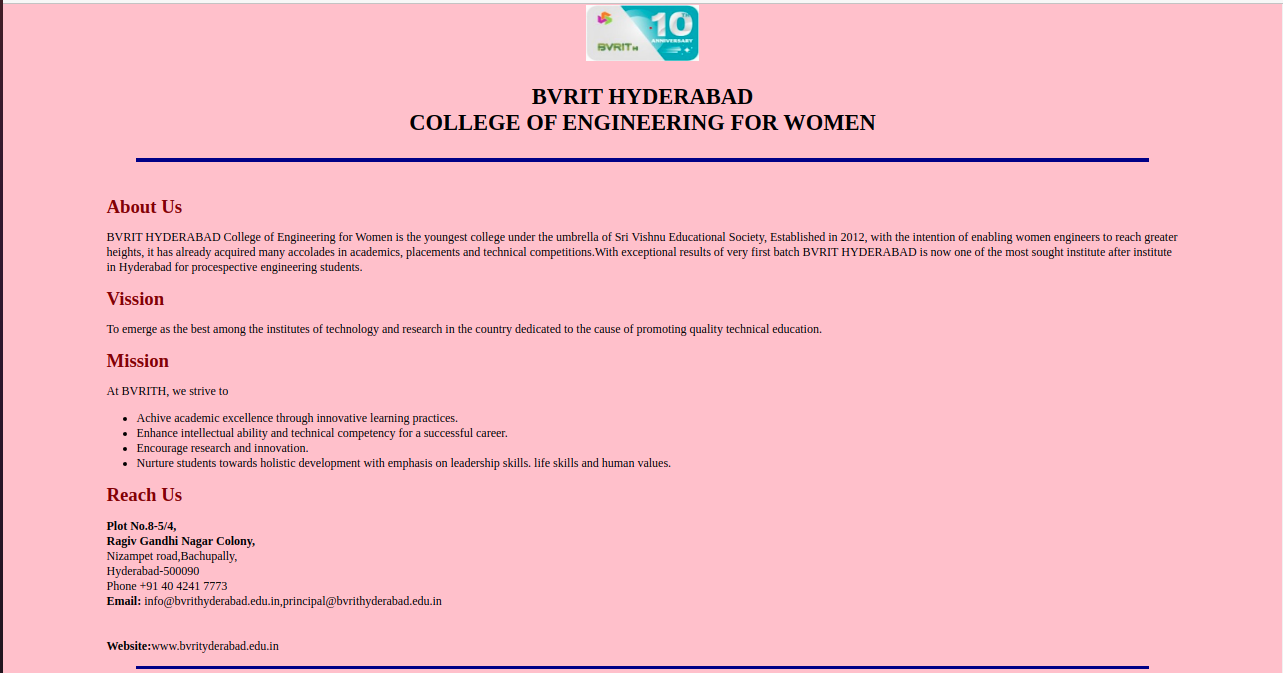 BVRIT H
10
ANNIVERSARY
BVRIT HYDERABAD
COLLEGE OF ENGINEERING FOR WOMEN
About Us
BVRIT HYDERABAD College of Engineering for Women is the youngest college under the umbrella of Sri Vishnu Educational Society, Established in 2012, with the intention of enabling women engineers to reach greater
heights, it has already acquired many accolades in academics, placements and technical competitions.With exceptional results of very first batch BVRIT HYDERABAD is now one of the most sought institute after institute
in Hyderabad for procespective engineering students.
Vission
To emerge as the best among the institutes of technology and research in the country dedicated to the cause of promoting quality technical education.
Mission
At BVRITH, we strive to
• Achive academic excellence through innovative learning practices.
• Enhance intellectual ability and technical competency for a successful career.
• Encourage research and innovation.
• Nurture students towards holistic development with emphasis on leadership skills. life skills and human values.
Reach Us
Plot No.8-5/4,
Ragiv Gandhi Nagar Colony,
Nizampet road,Bachupally,
Hyderabad-500090
Phone +91 40 4241 7773
Email: info@bvrithyderabad.edu.in,principal@bvrithyderabad.edu.in
Website:www.bvrityderabad.edu.in